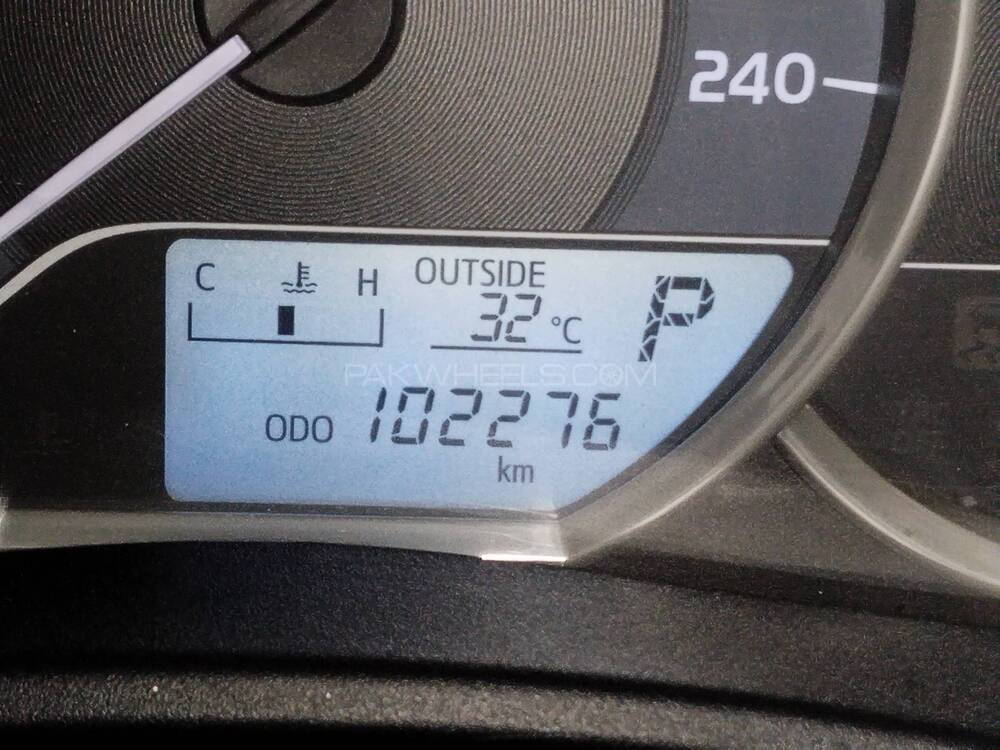 240
C H OUTSIDE
32 °C
P
PAKWHEELS.COM
ODO 102276
km